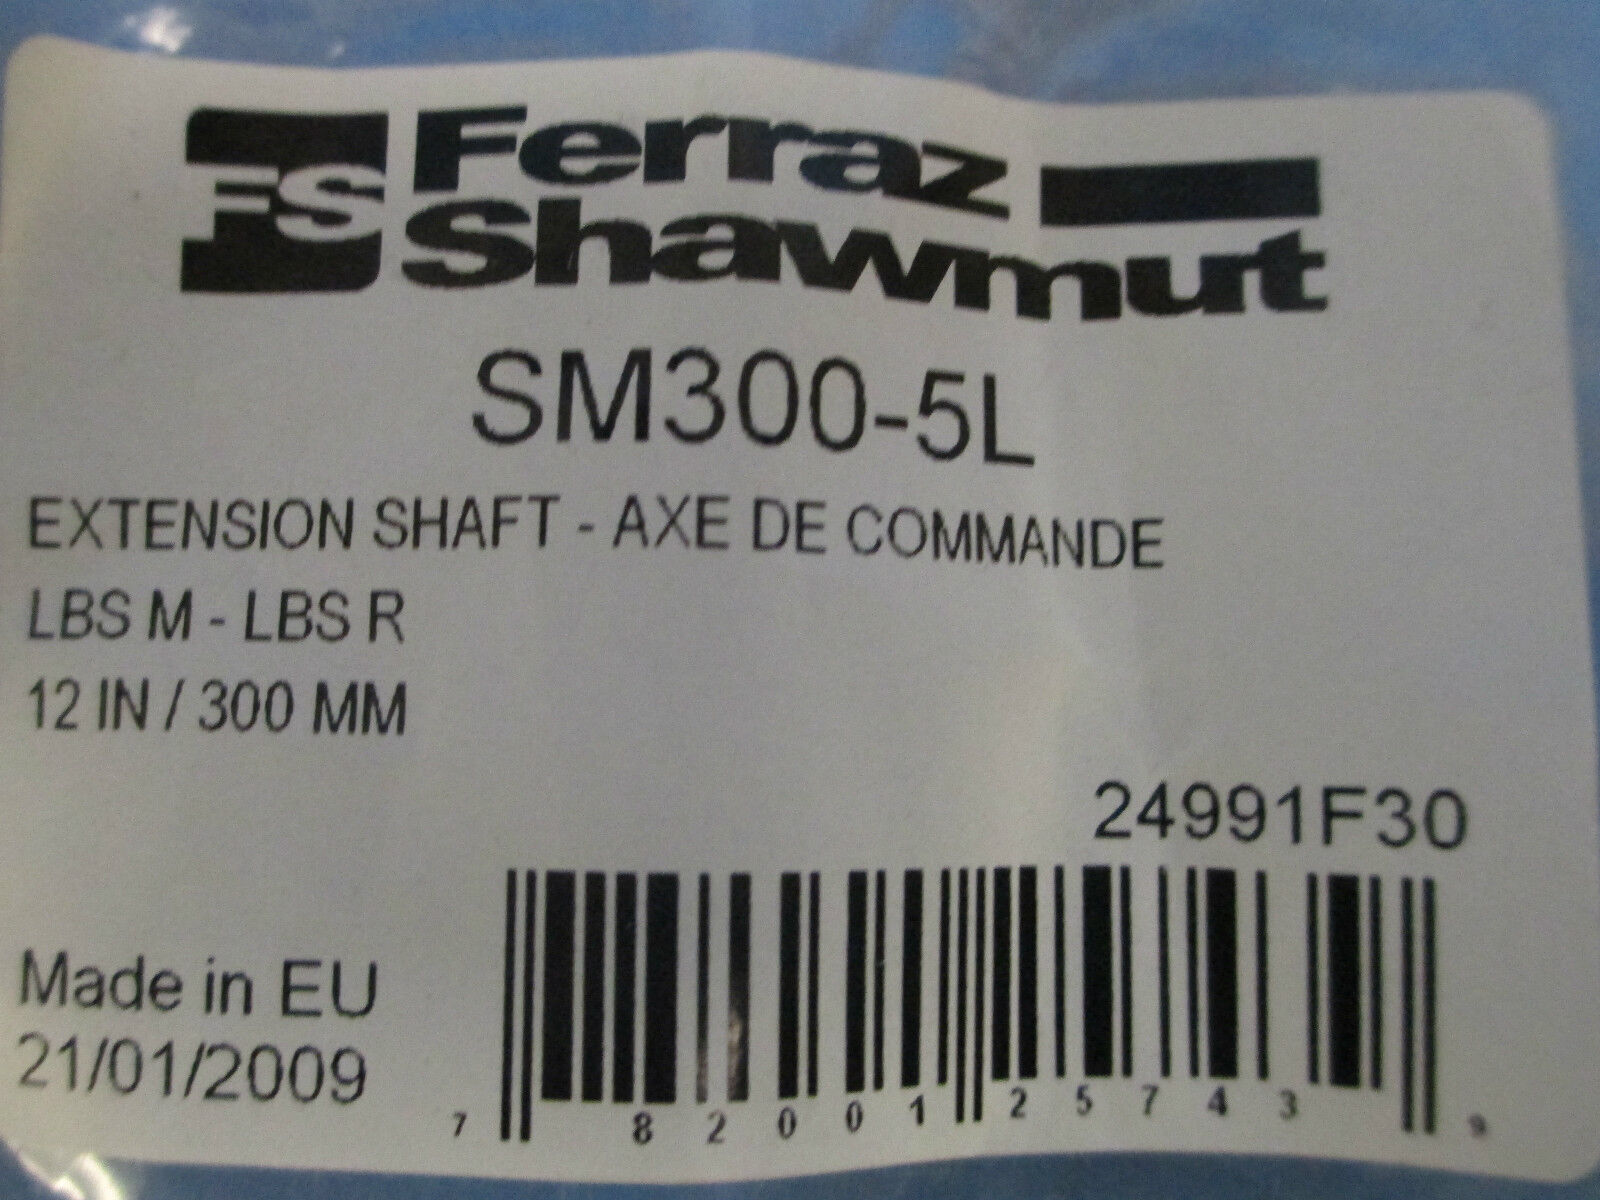 FS Ferraz
Shawmut
SM300-5L
EXTENSION SHAFT - AXE DE COMMANDE
LBS M - LBS R
12 IN / 300 MM
24991F30
Made in EU
21/01/2009
7 82001 25743 9